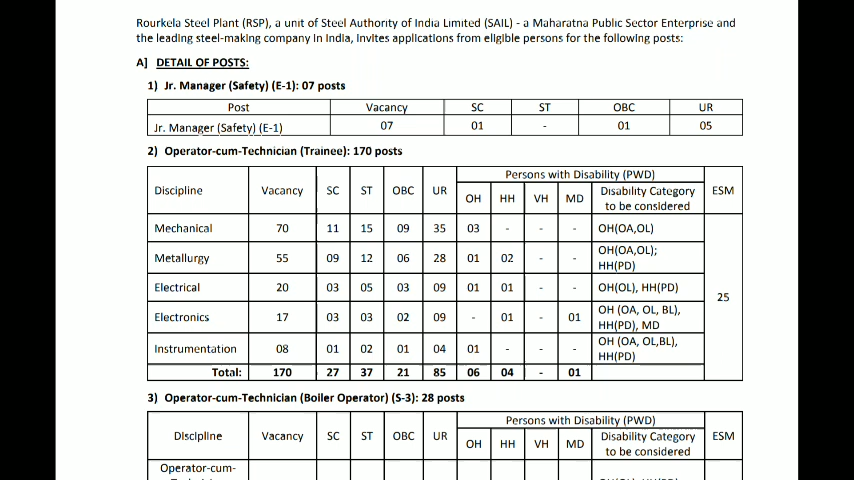 Rourkela Steel Plant (RSP), a unit of Steel Authority of India Limited (SAIL) - a Maharatna Public Sector Enterprise and
the leading steel-making company in India, invites applications from eligible persons for the following posts:
A] DETAIL OF POSTS:
1) Jr. Manager (Safety) (E-1): 07 posts
Post Vacancy SC ST OBC UR
Jr. Manager (Safety) (E-1) 07 01 - 01 05
2) Operator-cum-Technician (Trainee): 170 posts
Persons with Disability (PWD)
Discipline Vacancy SC ST OBC UR OH HH VH MD Disability Category ESM
to be considered
Mechanical 70 11 15 09 35 03 - - - OH(OA,OL)
Metallurgy 55 09 12 06 28 01 02 - - OH(OA,OL);
HH(PD)
Electrical 20 03 05 03 09 01 01 - - OH(OL), HH(PD)
25
Electronics 17 03 03 02 09 - 01 - 01 OH (OA, OL, BL),
HH(PD), MD
Instrumentation 08 01 02 01 04 01 - - - OH (OA, OL,BL),
HH(PD)
Total: 170 27 37 21 85 06 04 - 01
3) Operator-cum-Technician (Boiler Operator) (S-3): 28 posts
Persons with Disability (PWD)
Discipline Vacancy SC ST OBC UR OH HH VH MD Disability Category ESM
to be considered
Operator-cum-